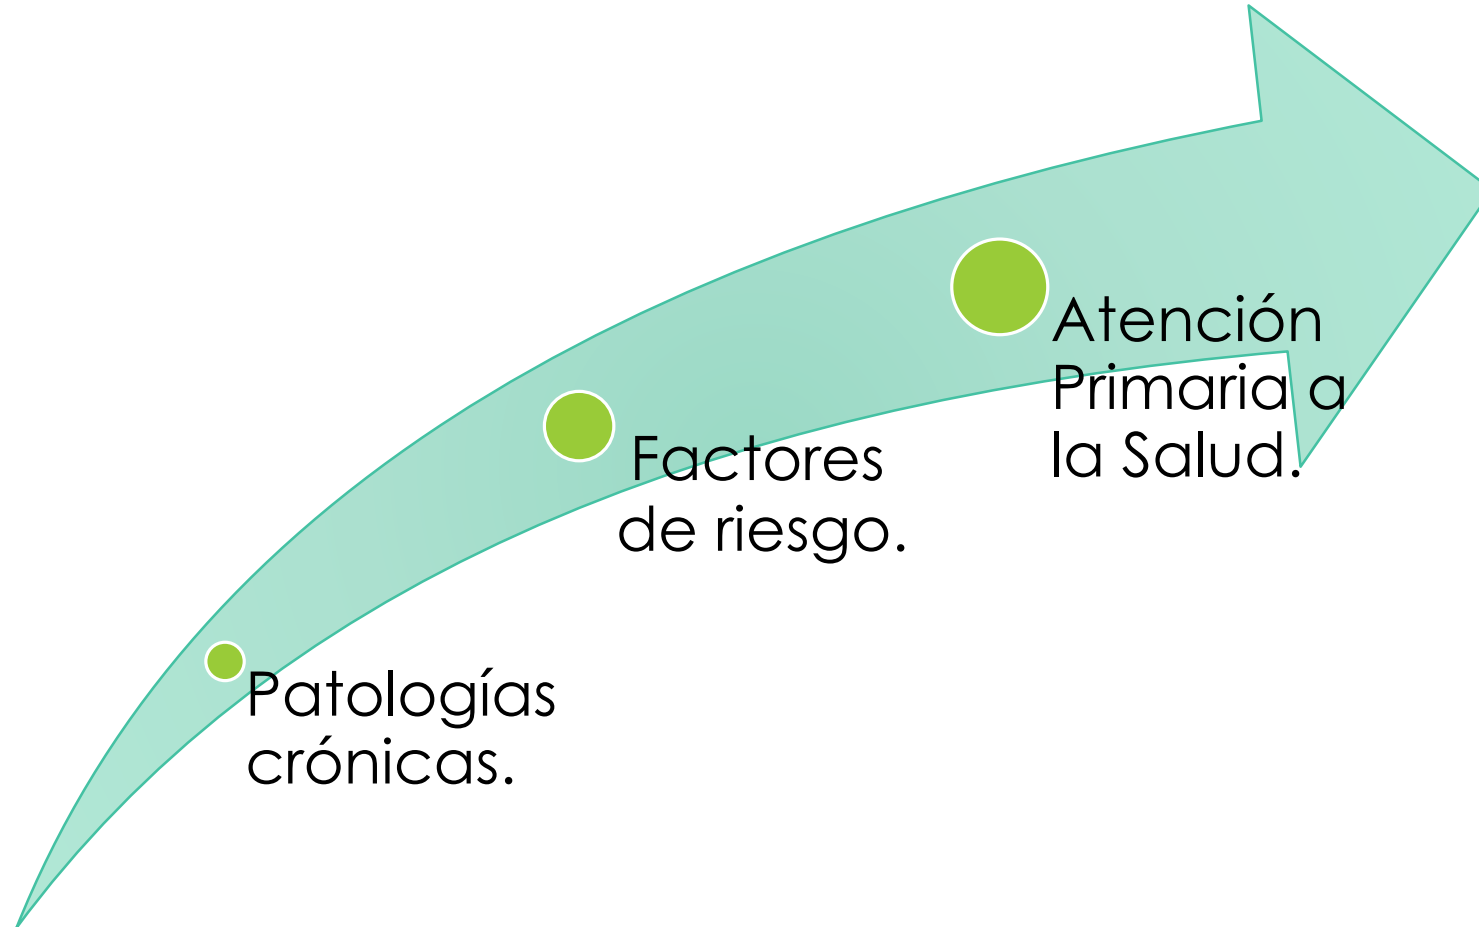 Patologías
crónicas.
Factores
de riesgo.
Atención
Primaria a
la Salud.